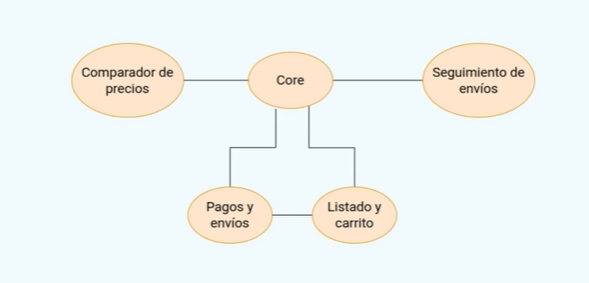 Comparador de
precios
Core
Seguimiento de
envíos
Pagos y
envíos
Listado y
carrito